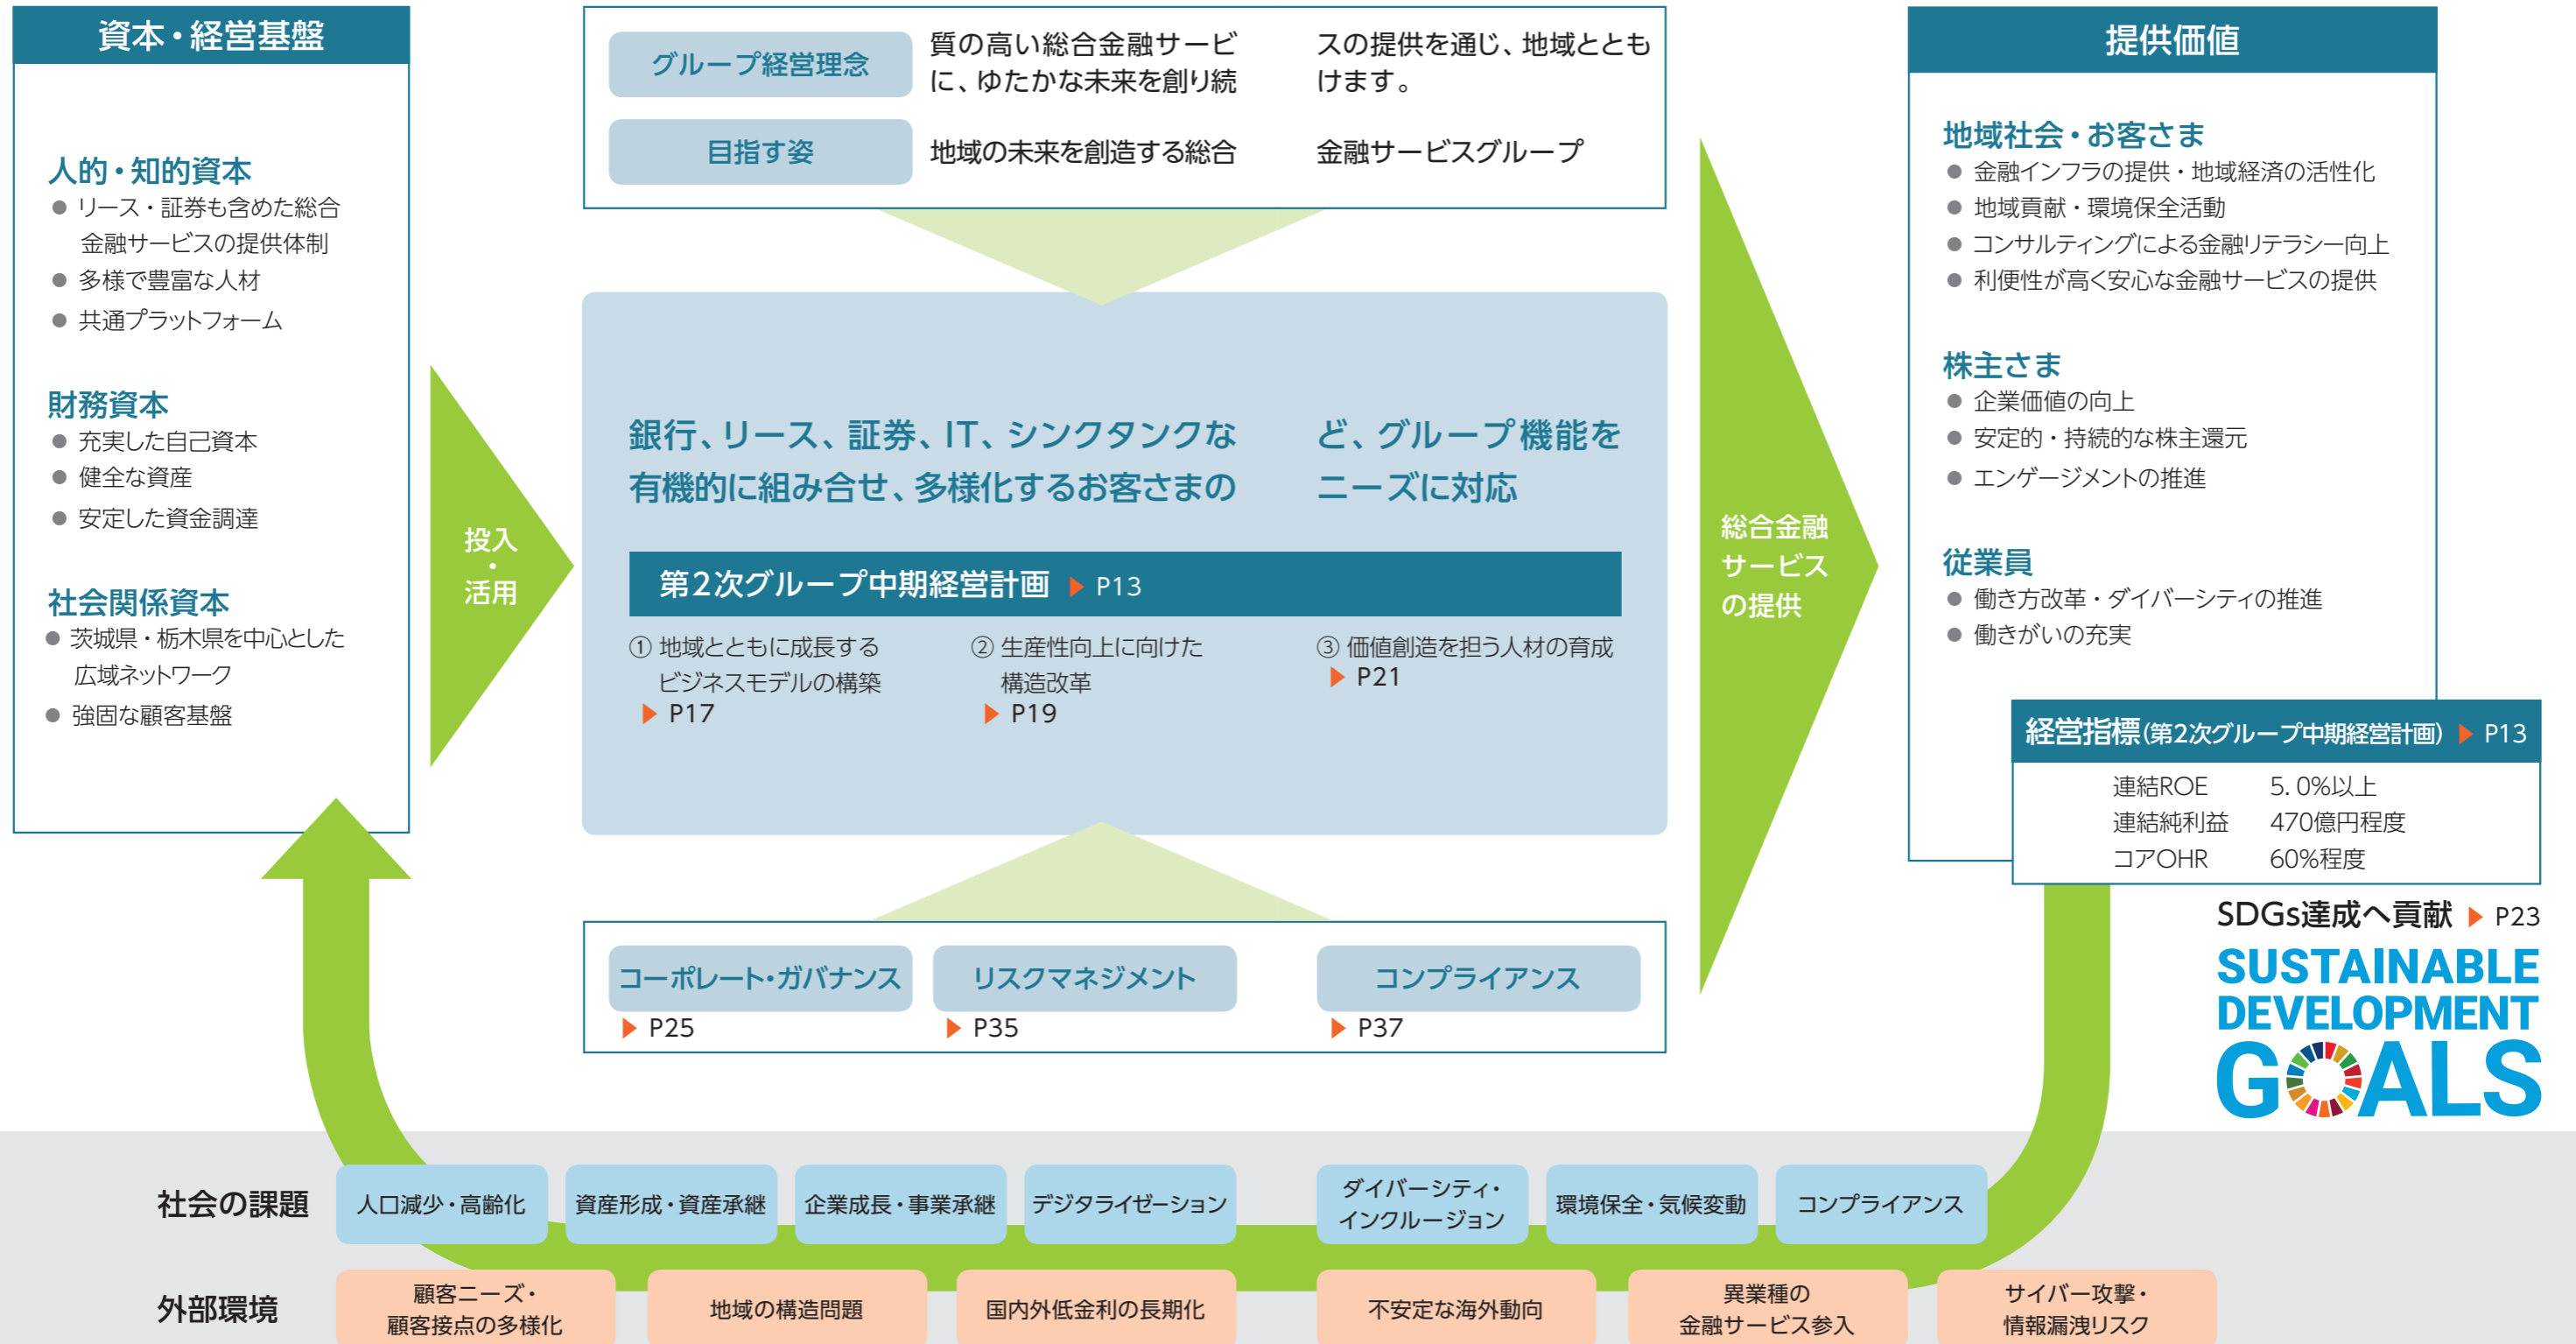 資本・経営基盤
人的・知的資本
● リース・証券も含めた総合
金融サービスの提供体制
● 多様で豊富な人材
● 共通プラットフォーム
財務資本
● 充実した自己資本
● 健全な資産
● 安定した資金調達
社会関係資本
● 茨城県・栃木県を中心とした
広域ネットワーク
● 強固な顧客基盤
投入
・
活用
グループ経営理念
質の高い総合金融サービ スの提供を通じ、地域ととも
に、ゆたかな未来を創り続 けます。
目指す姿
地域の未来を創造する総合 金融サービスグループ
銀行、リース、証券、IT、シンクタンクな ど、グループ機能を
有機的に組み合せ、多様化するお客さまの ニーズに対応
第2次グループ中期経営計画 ▶ P13
① 地域とともに成長する
ビジネスモデルの構築
▶ P17
② 生産性向上に向けた
構造改革
▶ P19
③ 価値創造を担う人材の育成
▶ P21
コーポレート・ガバナンス
▶ P25
リスクマネジメント
▶ P35
コンプライアンス
▶ P37
総合金融
サービス
の提供
提供価値
地域社会・お客さま
● 金融インフラの提供・地域経済の活性化
● 地域貢献・環境保全活動
● コンサルティングによる金融リテラシー向上
● 利便性が高く安心な金融サービスの提供
株主さま
● 企業価値の向上
● 安定的・持続的な株主還元
● エンゲージメントの推進
従業員
● 働き方改革・ダイバーシティの推進
● 働きがいの充実
経営指標(第2次グループ中期経営計画) ▶ P13
連結ROE 5.0%以上
連結純利益 470億円程度
コアOHR 60%程度
SDGs達成へ貢献 ▶ P23
SUSTAINABLE
DEVELOPMENT
GOALS
社会の課題
人口減少・高齢化
資産形成・資産承継
企業成長・事業承継
デジタライゼーション
ダイバーシティ・
インクルージョン
環境保全・気候変動
コンプライアンス
外部環境
顧客ニーズ・
顧客接点の多様化
地域の構造問題
国内外低金利の長期化
不安定な海外動向
異業種の
金融サービス参入
サイバー攻撃・
情報漏洩リスク